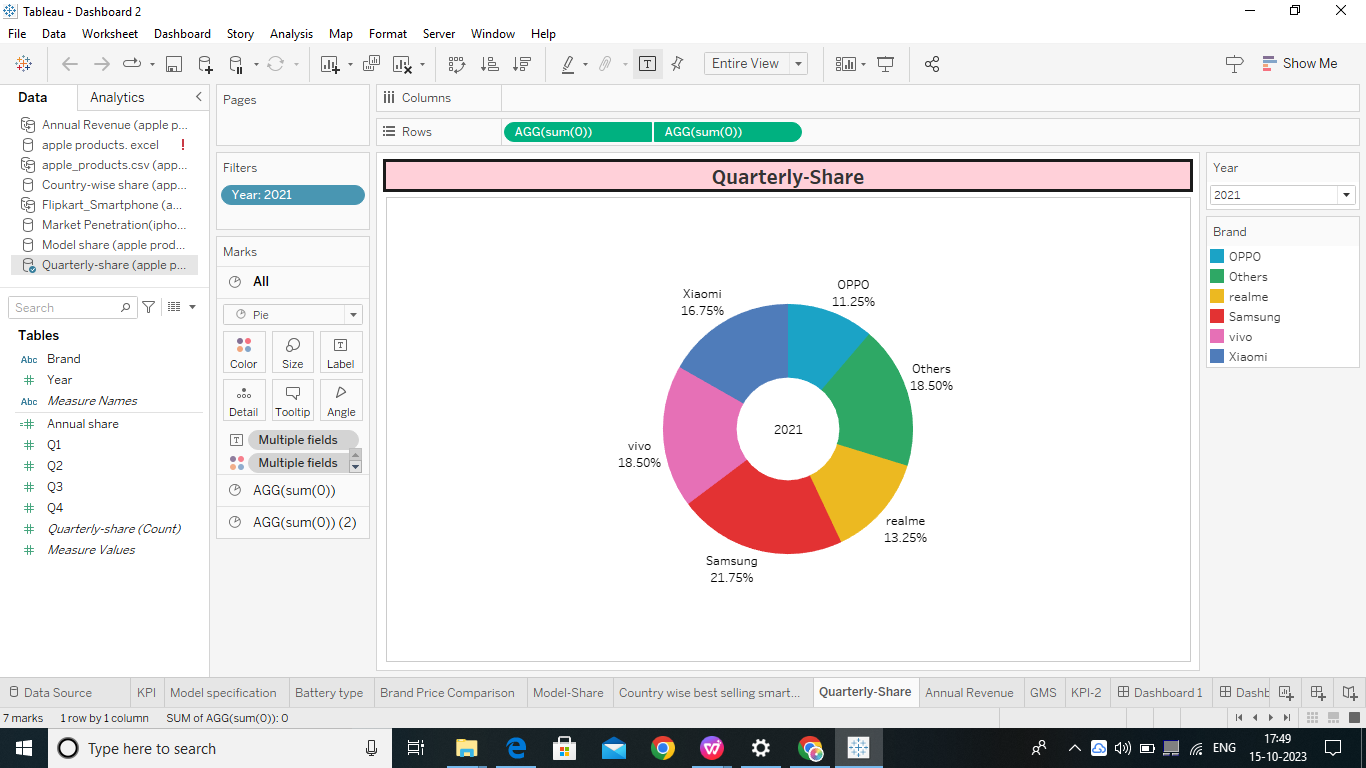 Tableau - Dashboard 2
File Data Worksheet Dashboard Story Analysis Map Format Server Window Help
T Entire View Show Me
Data Analytics
Annual Revenue (apple p...
apple products. excel !
apple_products.csv (app...
Country-wise share (app...
Flipkart_Smartphone (a...
Market Penetration(ipho...
Model share (apple prod...
Quarterly-share (apple p...
Search
Tables
Abc Brand
# Year
Abc Measure Names
=# Annual share
# Q1
# Q2
# Q3
# Q4
# Quarterly-share (Count)
# Measure Values
Pages
Filters
Year: 2021
Marks
All
Pie
Color Size Label
Detail Tooltip Angle
Multiple fields
Multiple fields
AGG(sum(0))
AGG(sum(0)) (2)
Columns
Rows AGG(sum(0)) AGG(sum(0))
Quarterly-Share
Xiaomi
16.75%
OPPO
11.25%
Others
18.50%
vivo
18.50%
2021
realme
13.25%
Samsung
21.75%
Year
2021
Brand
OPPO
Others
realme
Samsung
vivo
Xiaomi
Data Source KPI Model specification Battery type Brand Price Comparison Model-Share Country wise best selling smart... Quarterly-Share Annual Revenue GMS KPI-2 Dashboard 1 Dashb
7 marks 1 row by 1 column SUM of AGG(sum(0)): 0
Type here to search
ENG
17:49
15-10-2023